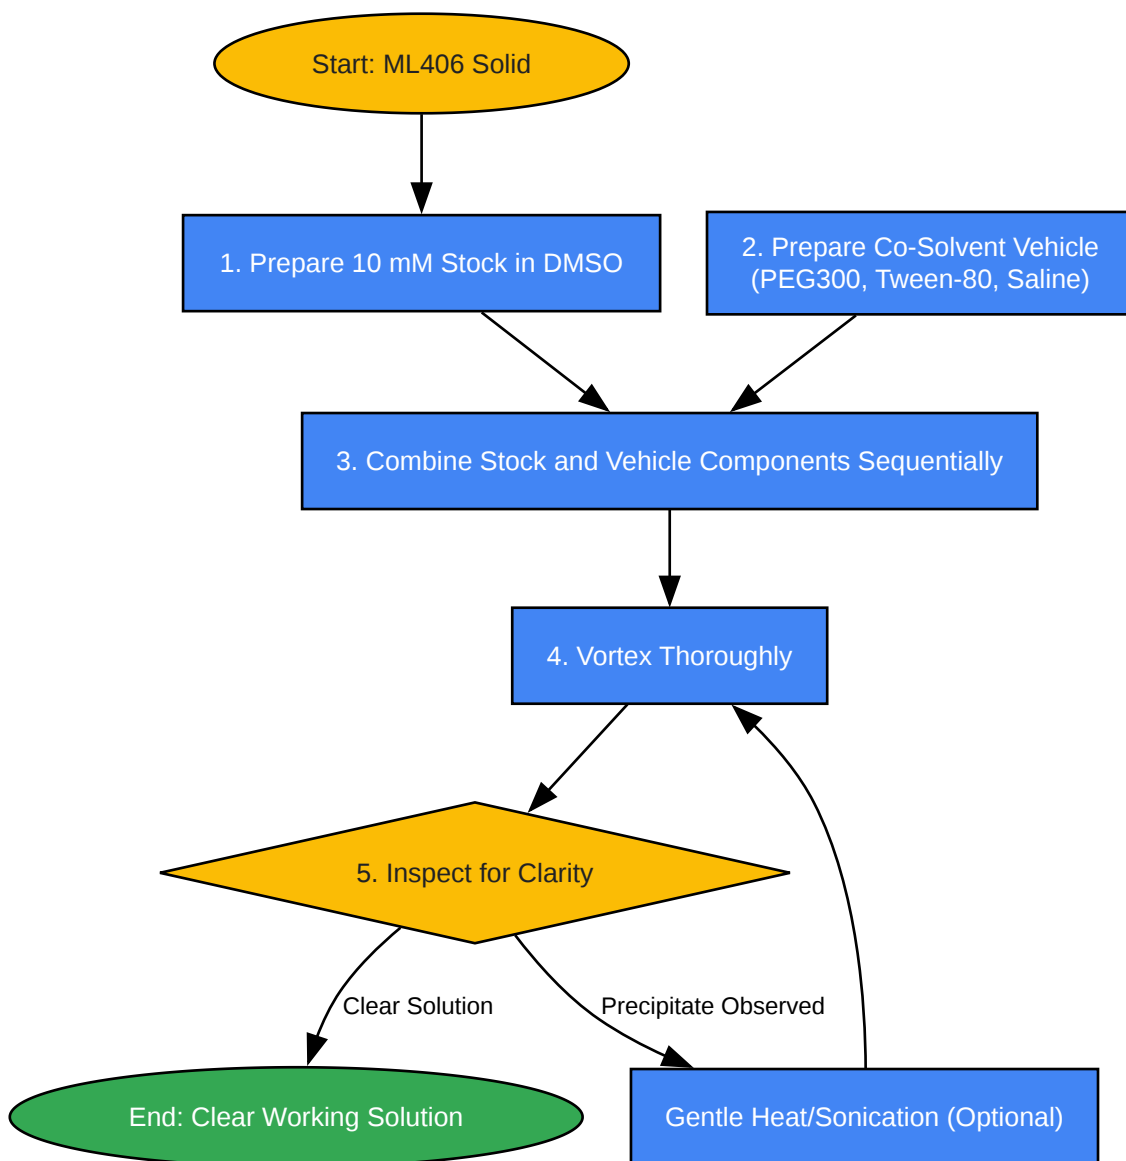 Start: ML406 Solid
1. Prepare 10 mM Stock in DMSO
2. Prepare Co-Solvent Vehicle
(PEG300, Tween-80, Saline)
3. Combine Stock and Vehicle Components Sequentially
4. Vortex Thoroughly
5. Inspect for Clarity
Clear Solution
Precipitate Observed
End: Clear Working Solution
Gentle Heat/Sonication (Optional)